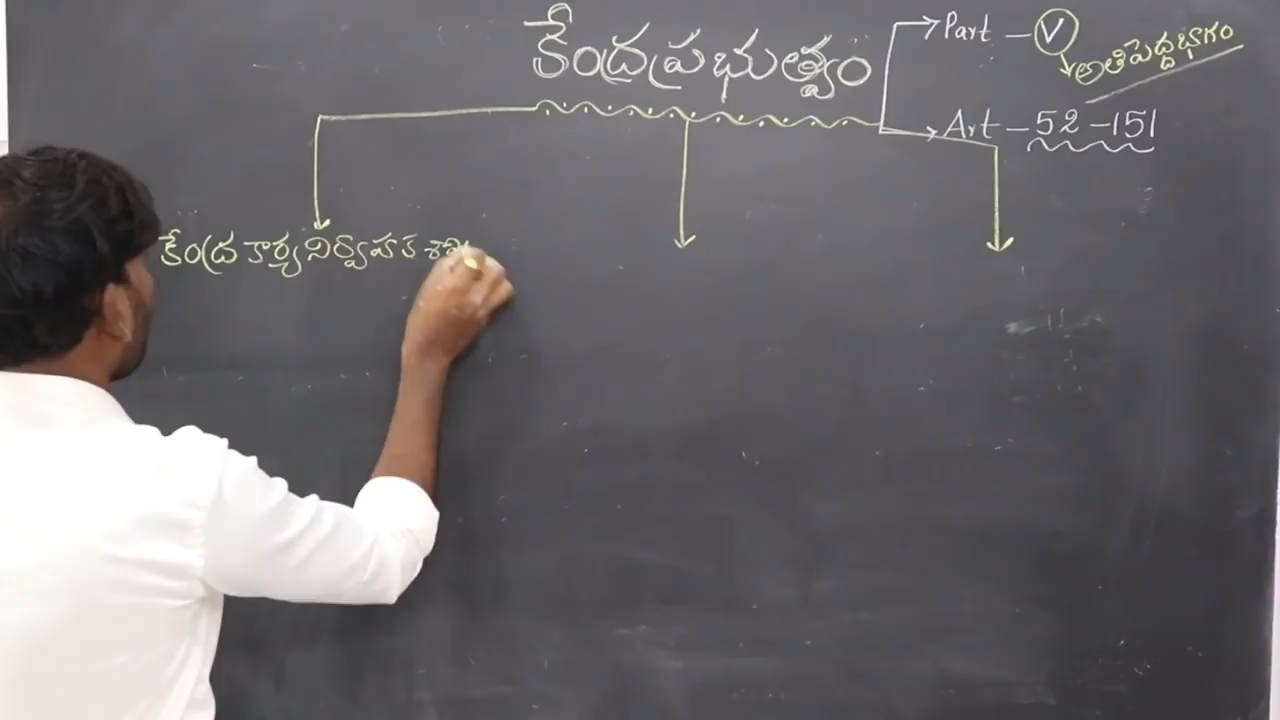 కేంద్రప్రభుత్వం
Part – V
అతిపెద్దభాగం
Art – 52 – 151
కేంద్ర కార్యనిర్వాహక